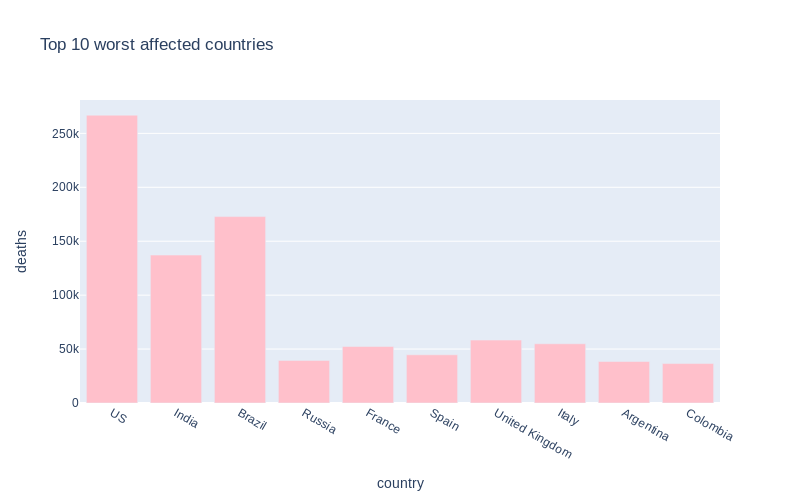 Top 10 worst affected countries
250k
200k
150k
100k
50k
0
deaths
US
India
Brazil
Russia
France
Spain
United Kingdom
Italy
Argentina
Colombia
country